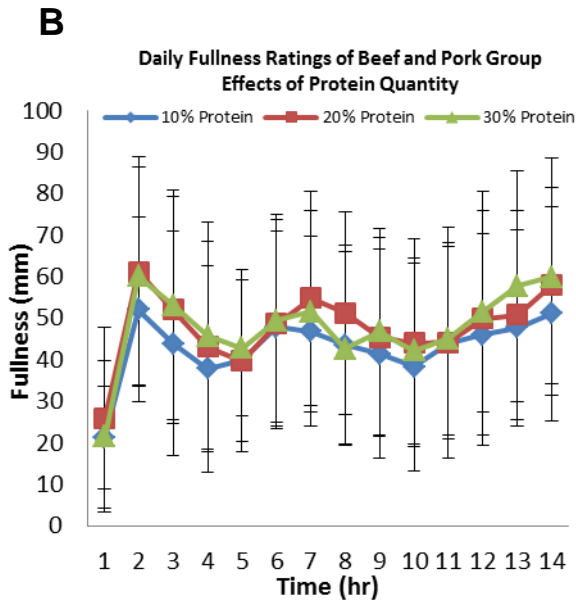 B
Daily Fullness Ratings of Beef and Pork Group
Effects of Protein Quantity
10% Protein 20% Protein 30% Protein
100
90
80
70
60
50
40
30
20
10
0
Fullness (mm)
1 2 3 4 5 6 7 8 9 10 11 12 13 14
Time (hr)